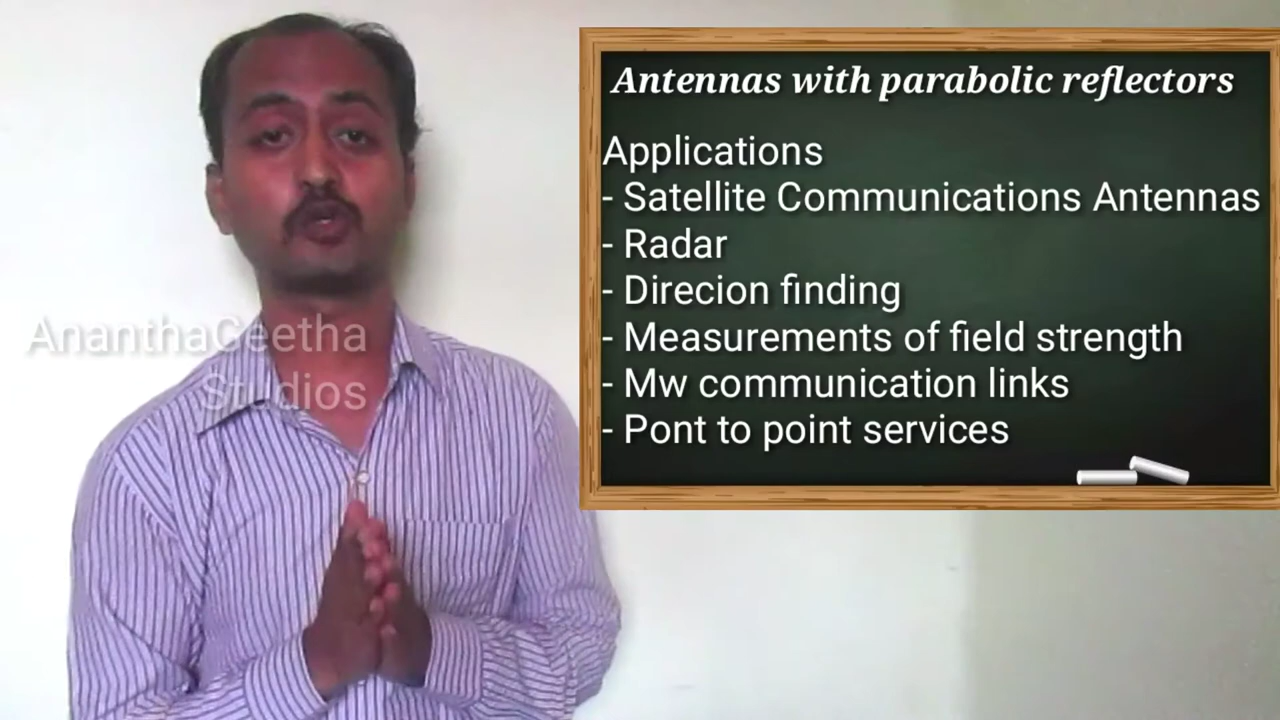 Antennas with parabolic reflectors
Applications
- Satellite Communications Antennas
- Radar
- Direcion finding
- Measurements of field strength
- Mw communication links
- Pont to point services
AnanthaGeetha
Studios